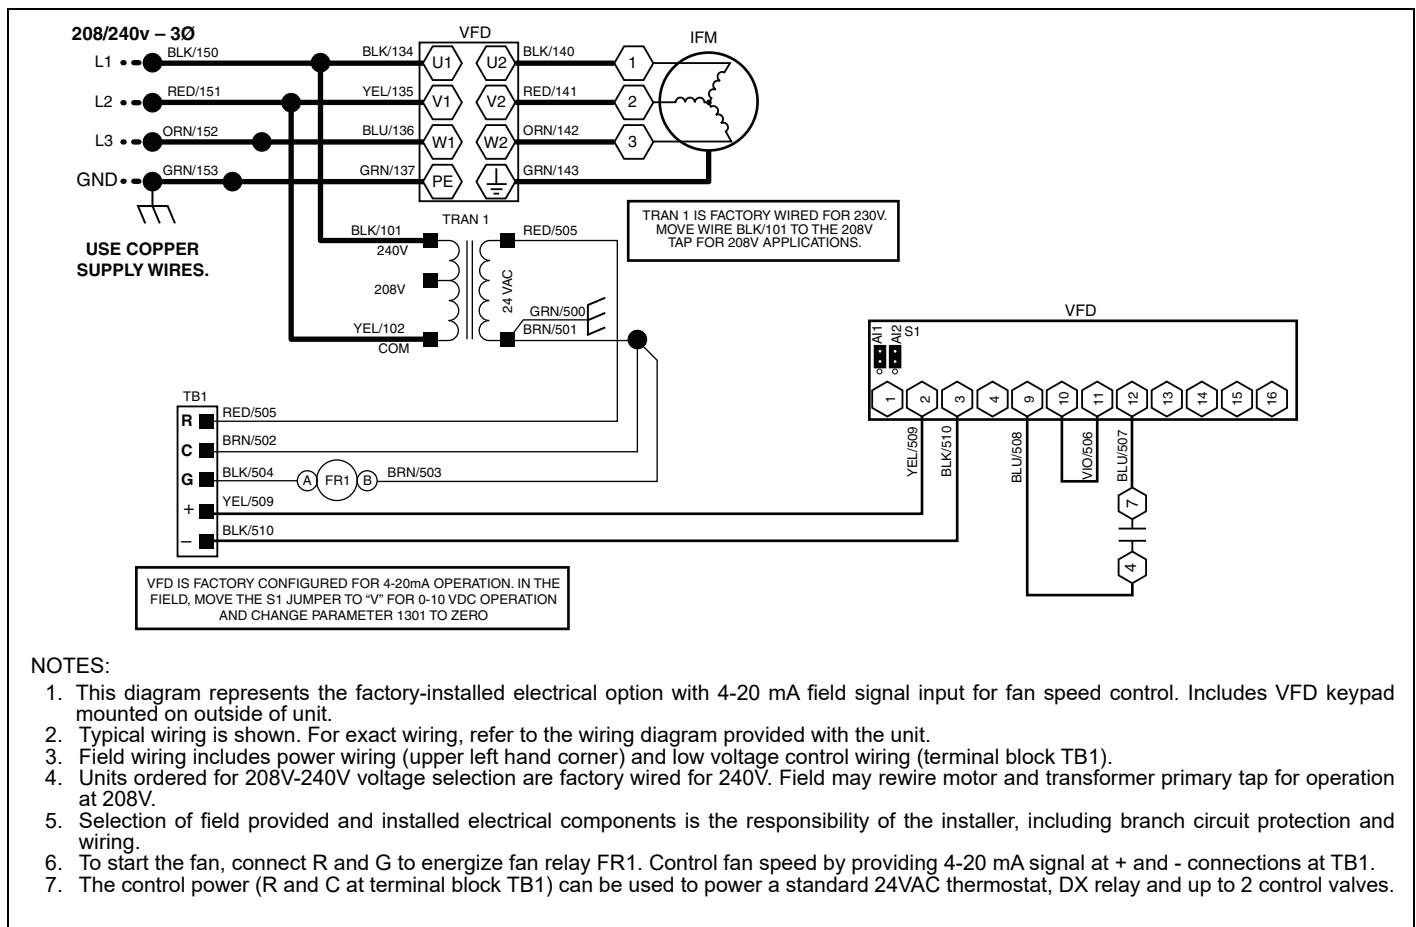 208/240v – 3Ø
VFD
IFM
L1
BLK/150
BLK/134
U1
U2
BLK/140
1
L2
RED/151
YEL/135
V1
V2
RED/141
2
L3
ORN/152
BLU/136
W1
W2
ORN/142
3
GND
GRN/153
GRN/137
PE
GRN/143
USE COPPER
SUPPLY WIRES.
TRAN 1
BLK/101
240V
208V
YEL/102
COM
24 VAC
RED/505
GRN/500
BRN/501
TRAN 1 IS FACTORY WIRED FOR 230V.
MOVE WIRE BLK/101 TO THE 208V
TAP FOR 208V APPLICATIONS.
VFD
AI1
AI2
S1
1
2
3
4
9
10
11
12
13
14
15
16
YEL/509
BLK/510
BLU/508
VIO/506
BLU/507
7
4
TB1
R
RED/505
C
BRN/502
G
BLK/504
A
FR1
B
BRN/503
+
YEL/509
–
BLK/510
VFD IS FACTORY CONFIGURED FOR 4-20mA OPERATION. IN THE
FIELD, MOVE THE S1 JUMPER TO “V” FOR 0-10 VDC OPERATION
AND CHANGE PARAMETER 1301 TO ZERO
NOTES:
1. This diagram represents the factory-installed electrical option with 4-20 mA field signal input for fan speed control. Includes VFD keypad
mounted on outside of unit.
2. Typical wiring is shown. For exact wiring, refer to the wiring diagram provided with the unit.
3. Field wiring includes power wiring (upper left hand corner) and low voltage control wiring (terminal block TB1).
4. Units ordered for 208V-240V voltage selection are factory wired for 240V. Field may rewire motor and transformer primary tap for operation
at 208V.
5. Selection of field provided and installed electrical components is the responsibility of the installer, including branch circuit protection and
wiring.
6. To start the fan, connect R and G to energize fan relay FR1. Control fan speed by providing 4-20 mA signal at + and - connections at TB1.
7. The control power (R and C at terminal block TB1) can be used to power a standard 24VAC thermostat, DX relay and up to 2 control valves.